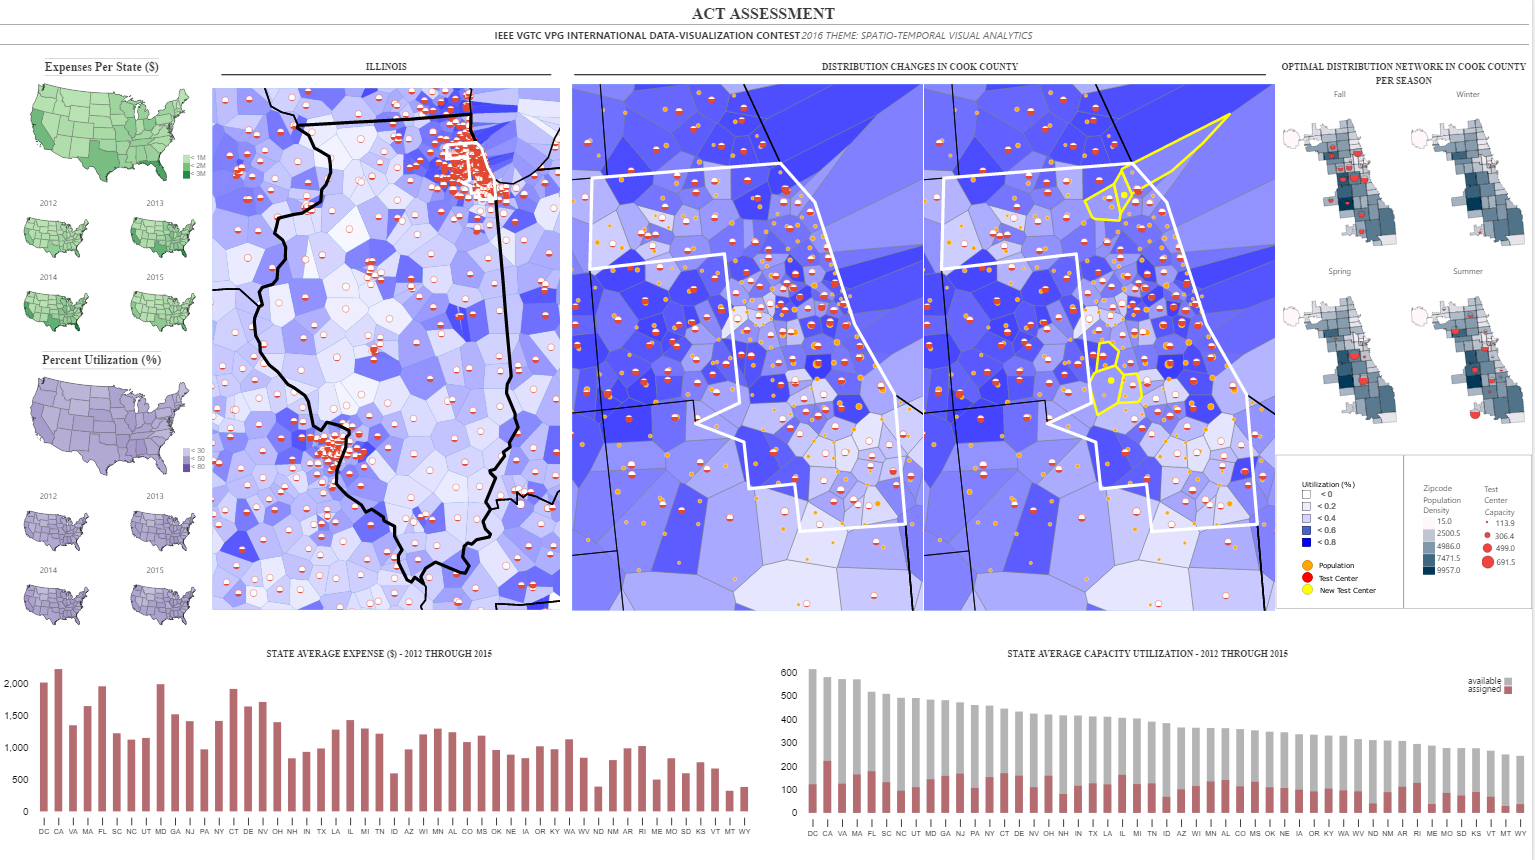 ACT ASSESSMENT
IEEE VGTC VPG INTERNATIONAL DATA-VISUALIZATION CONTEST 2016 THEME: SPATIO-TEMPORAL VISUAL ANALYTICS
Expenses Per State ($)
< 1M
< 2M
< 3M
2012 2013
2014 2015
Percent Utilization (%)
< 30
< 50
< 80
2012 2013
2014 2015
ILLINOIS
DISTRIBUTION CHANGES IN COOK COUNTY
OPTIMAL DISTRIBUTION NETWORK IN COOK COUNTY
PER SEASON
Fall Winter
Spring Summer
Utilization (%)
< 0
< 0.2
< 0.4
< 0.6
< 0.8
Population
Test Center
New Test Center
Zipcode
Population
Density
15.0
2500.5
4986.0
7471.5
9957.0
Test
Center
Capacity
113.9
306.4
499.0
691.5
STATE AVERAGE EXPENSE ($) - 2012 THROUGH 2015
2,000
1,500
1,000
500
0
DC CA VA MA FL SC NC UT MD GA NJ PA NY CT DE NV OH NH IN TX LA IL MI TN ID AZ WI MN AL CO MS OK NE IA OR KY WA WV ND NM AR RI ME MO SD KS VT MT WY
STATE AVERAGE CAPACITY UTILIZATION - 2012 THROUGH 2015
available
assigned
600
500
400
300
200
100
0
DC CA VA MA FL SC NC UT MD GA NJ PA NY CT DE NV OH NH IN TX LA IL MI TN ID AZ WI MN AL CO MS OK NE IA OR KY WA WV ND NM AR RI ME MO SD KS VT MT WY